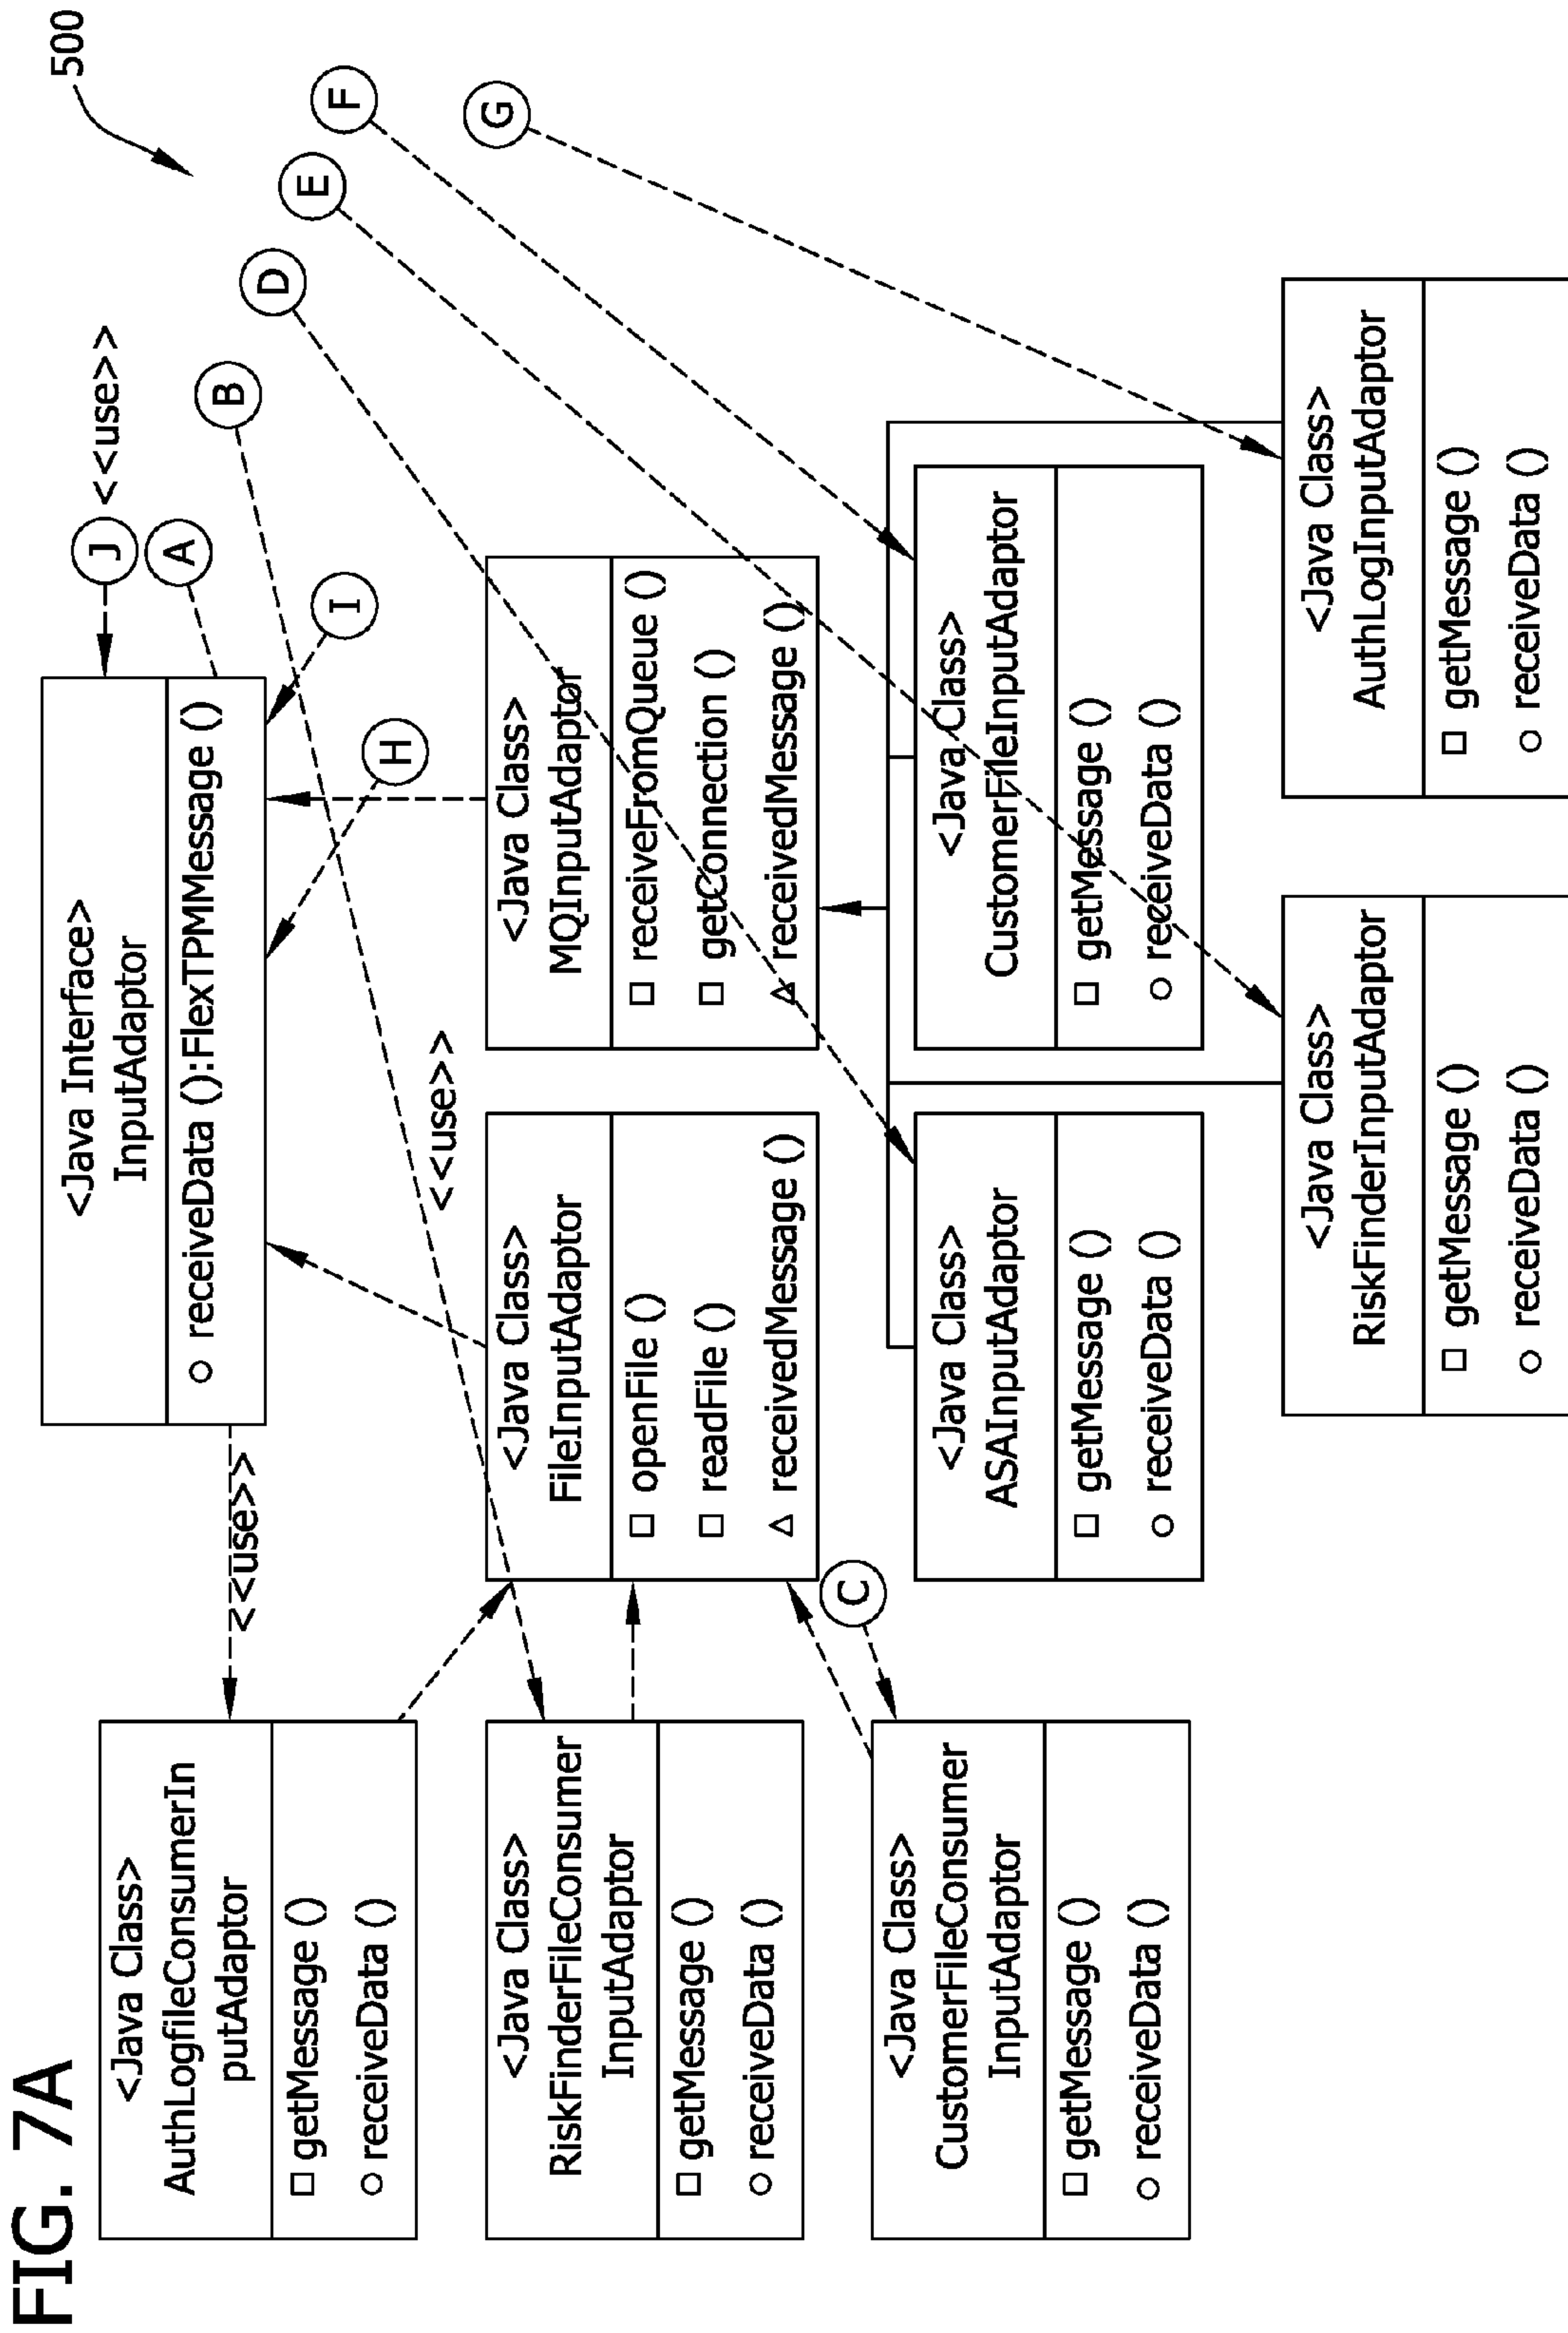 FIG. 7A
500
<Java Interface>
InputAdaptor
○ receiveData ():FlexTPMMessage ()
J
<<use>>
A
B
I
H
D
E
F
G
<<use>>
<<use>>
<Java Class>
AuthLogfileConsumerIn
putAdaptor
□ getMessage ()
○ receiveData ()
<Java Class>
FileInputAdaptor
□ openFile ()
□ readFile ()
△ receivedMessage ()
<Java Class>
MQInputAdaptor
□ receiveFromQueue ()
□ getConnection ()
△ receivedMessage ()
<Java Class>
RiskFinderFileConsumer
InputAdaptor
□ getMessage ()
○ receiveData ()
C
<Java Class>
CustomerFileConsumer
InputAdaptor
□ getMessage ()
○ receiveData ()
<Java Class>
ASAInputAdaptor
□ getMessage ()
○ receiveData ()
<Java Class>
CustomerFileInputAdaptor
□ getMessage ()
○ receiveData ()
<Java Class>
RiskFinderInputAdaptor
□ getMessage ()
○ receiveData ()
<Java Class>
AuthLogInputAdaptor
□ getMessage ()
○ receiveData ()